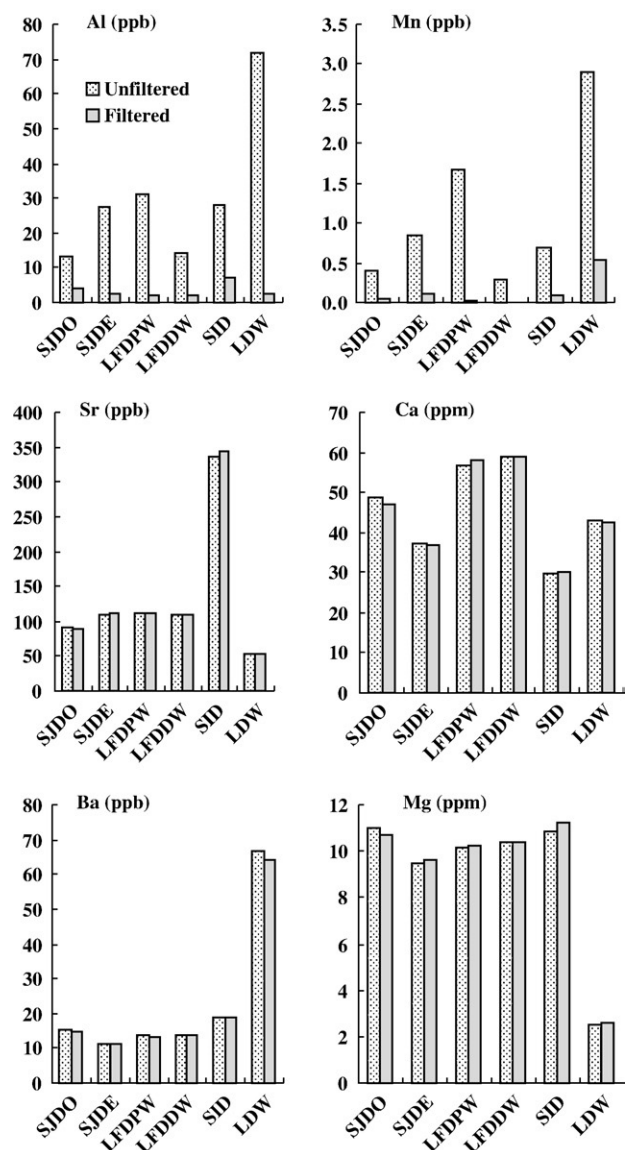 Al (ppb)
80
70
60
50
40
30
20
10
0
Unfiltered
Filtered
SJDO
SJDE
LFDPW
LFDDW
SID
LDW
Mn (ppb)
3.5
3.0
2.5
2.0
1.5
1.0
0.5
0.0
SJDO
SJDE
LFDPW
LFDDW
SID
LDW
Sr (ppb)
400
350
300
250
200
150
100
50
0
SJDO
SJDE
LFDPW
LFDDW
SID
LDW
Ca (ppm)
70
60
50
40
30
20
10
0
SJDO
SJDE
LFDPW
LFDDW
SID
LDW
Ba (ppb)
80
70
60
50
40
30
20
10
0
SJDO
SJDE
LFDPW
LFDDW
SID
LDW
Mg (ppm)
12
10
8
6
4
2
0
SJDO
SJDE
LFDPW
LFDDW
SID
LDW